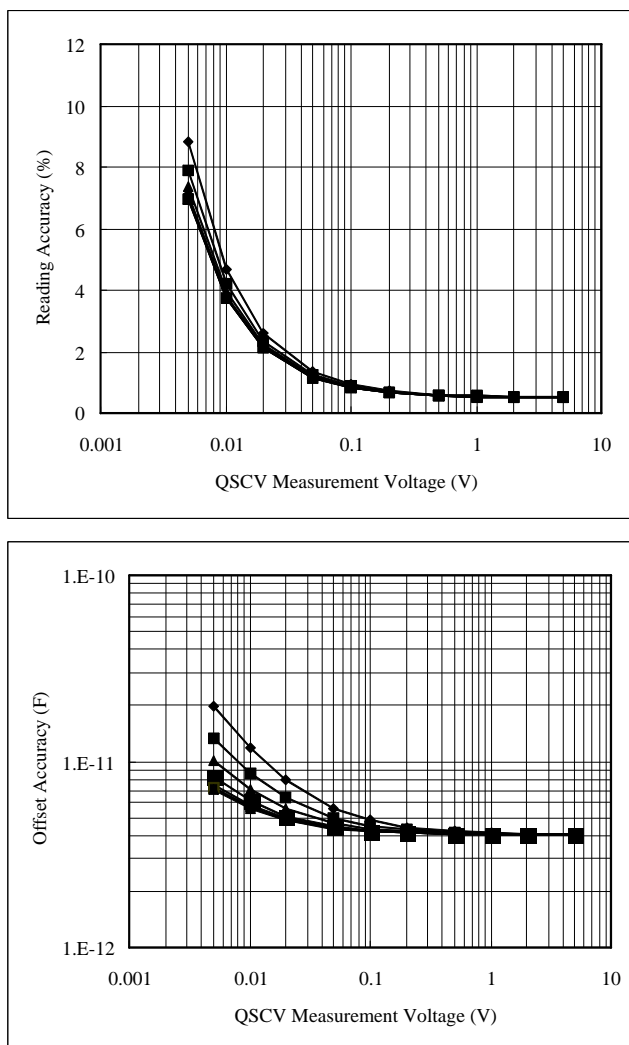 12
10
8
6
4
2
0
Reading Accuracy (%)
0.001 0.01 0.1 1 10
QSCV Measurement Voltage (V)
1.E-10
1.E-11
1.E-12
Offset Accuracy (F)
0.001 0.01 0.1 1 10
QSCV Measurement Voltage (V)